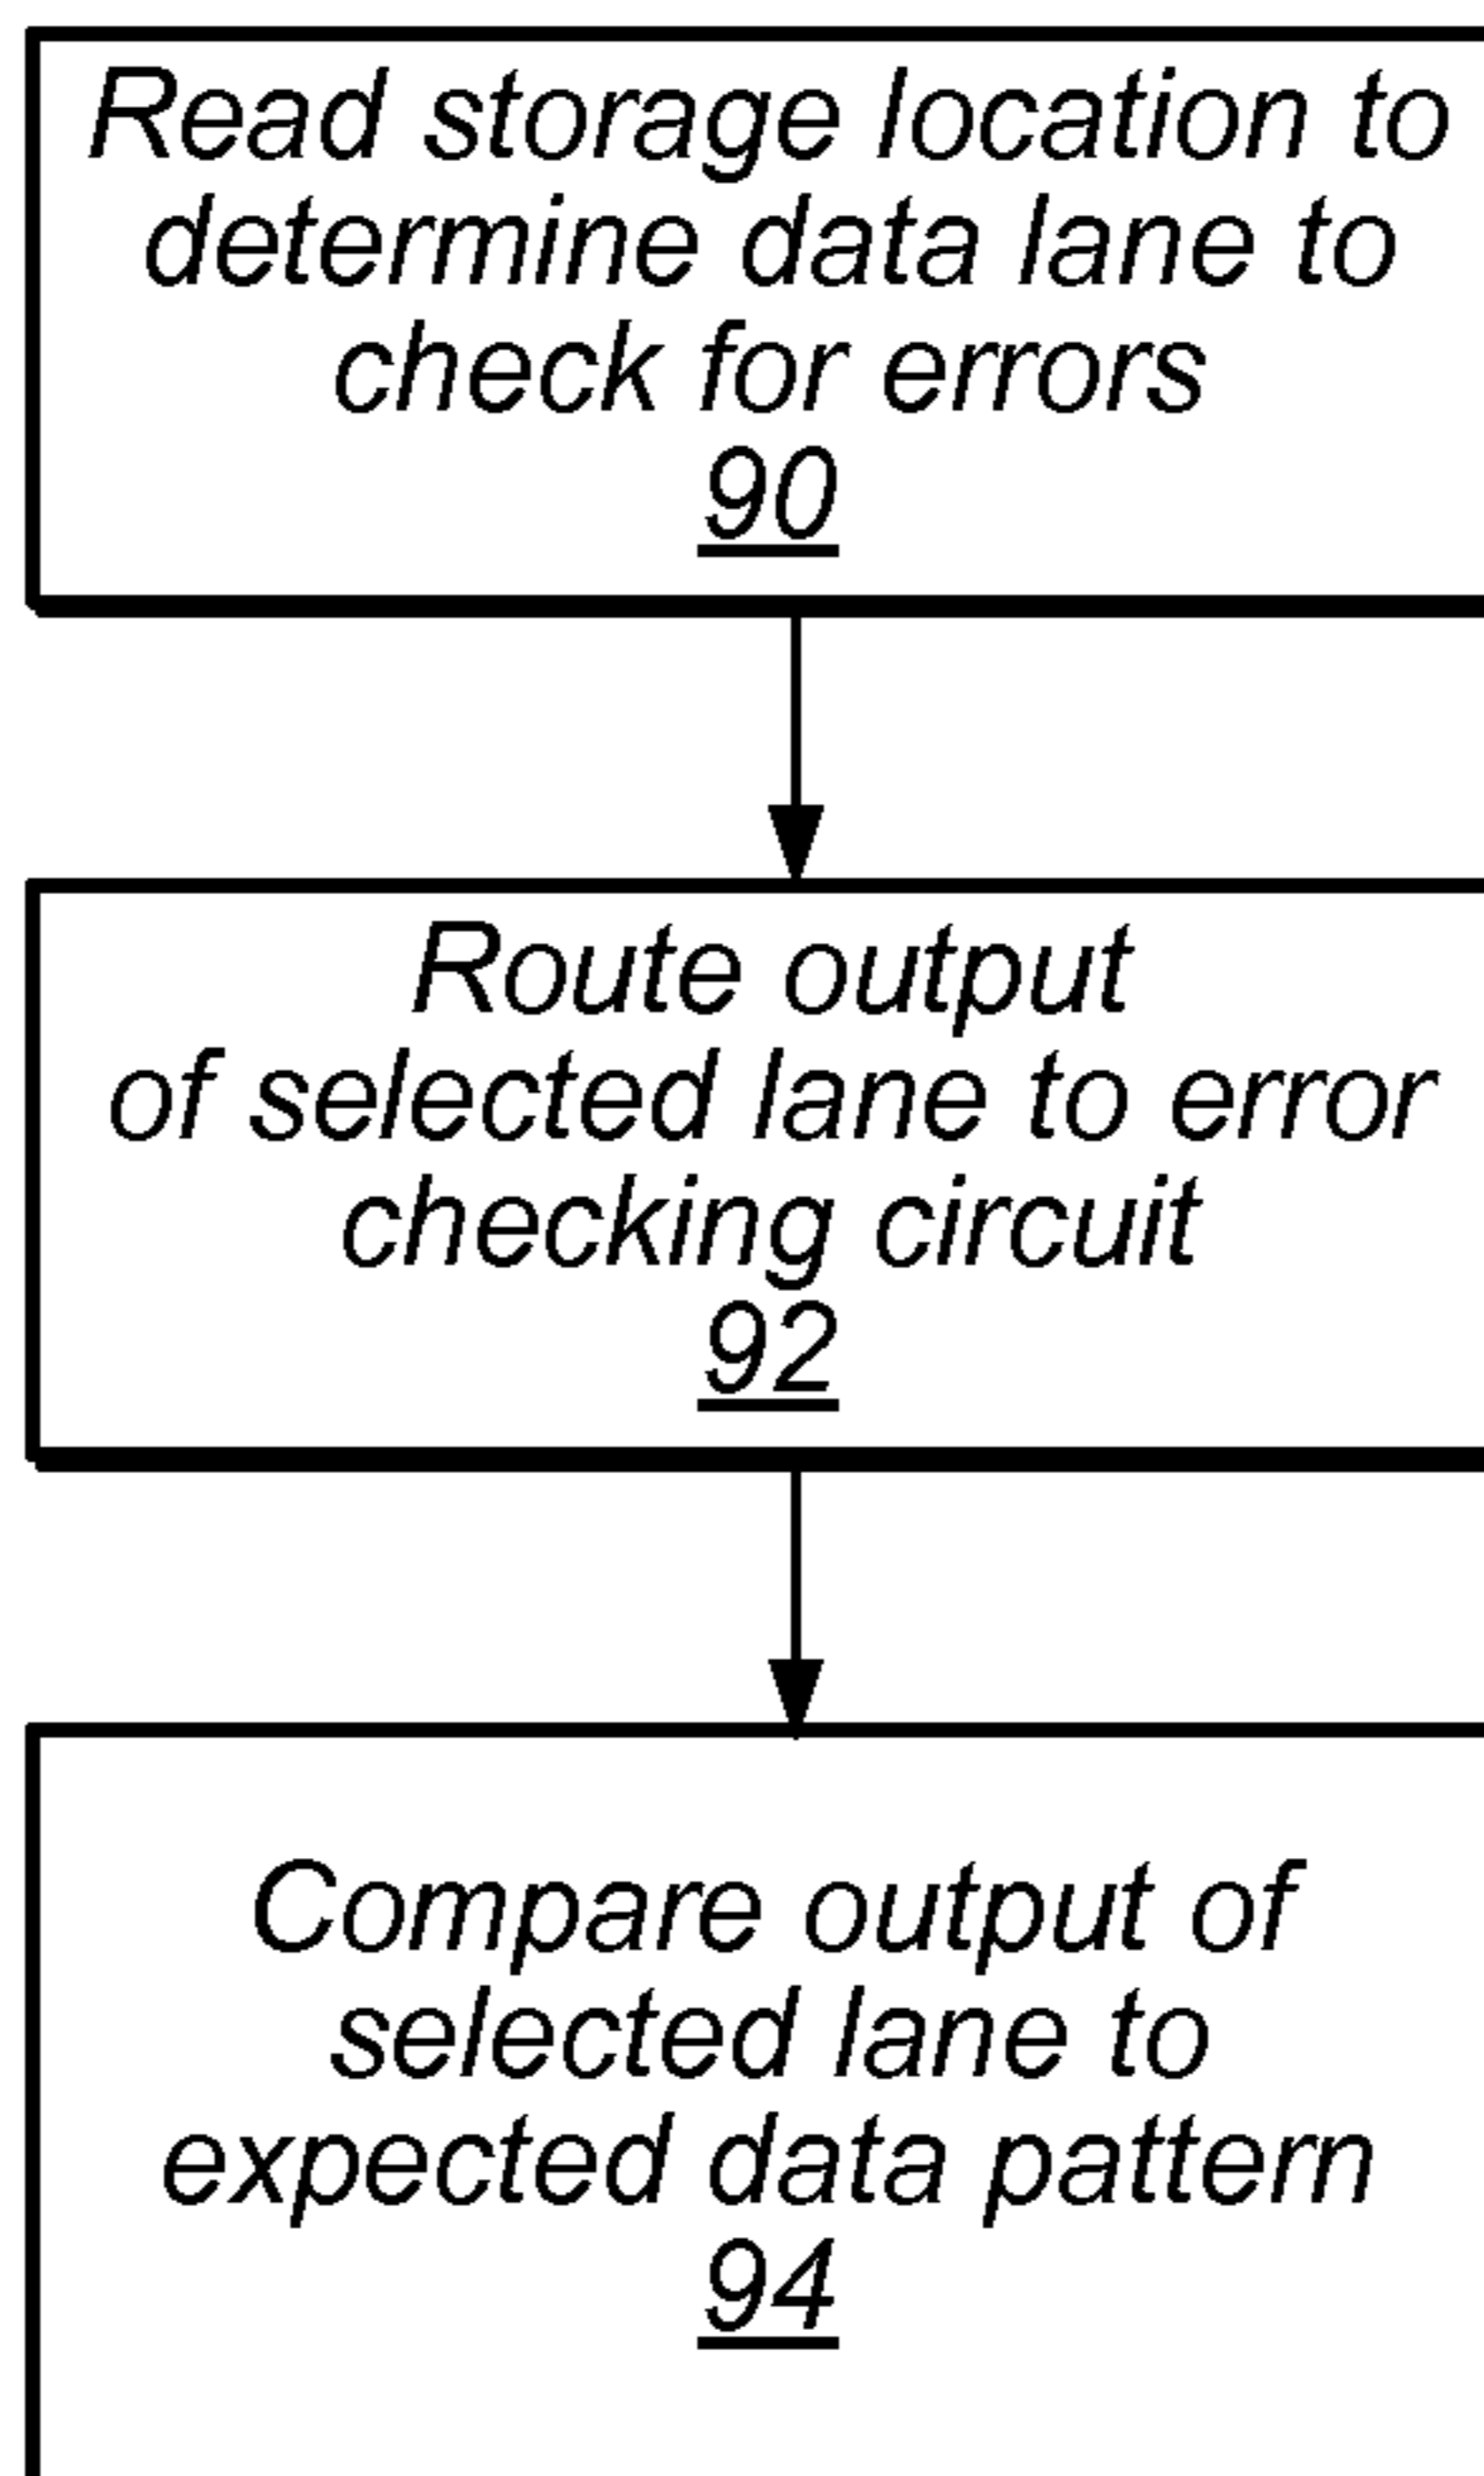 Read storage location to
determine data lane to
check for errors
90
Route output
of selected lane to error
checking circuit
92
Compare output of
selected lane to
expected data pattern
94